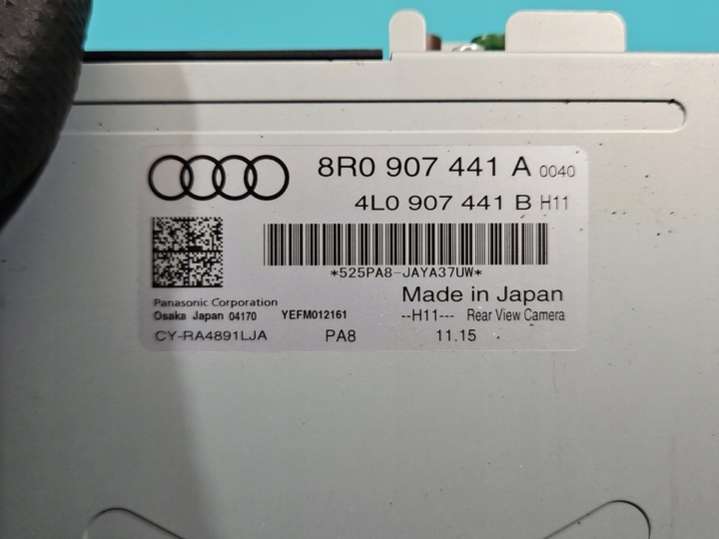 8R0 907 441 A 0040
4L0 907 441 B H11
*525PA8-JAYA37UW*
Panasonic Corporation
Made in Japan
Osaka Japan 04170 YEFM012161 --H11--- Rear View Camera
CY-RA4891LJA PA8 11.15